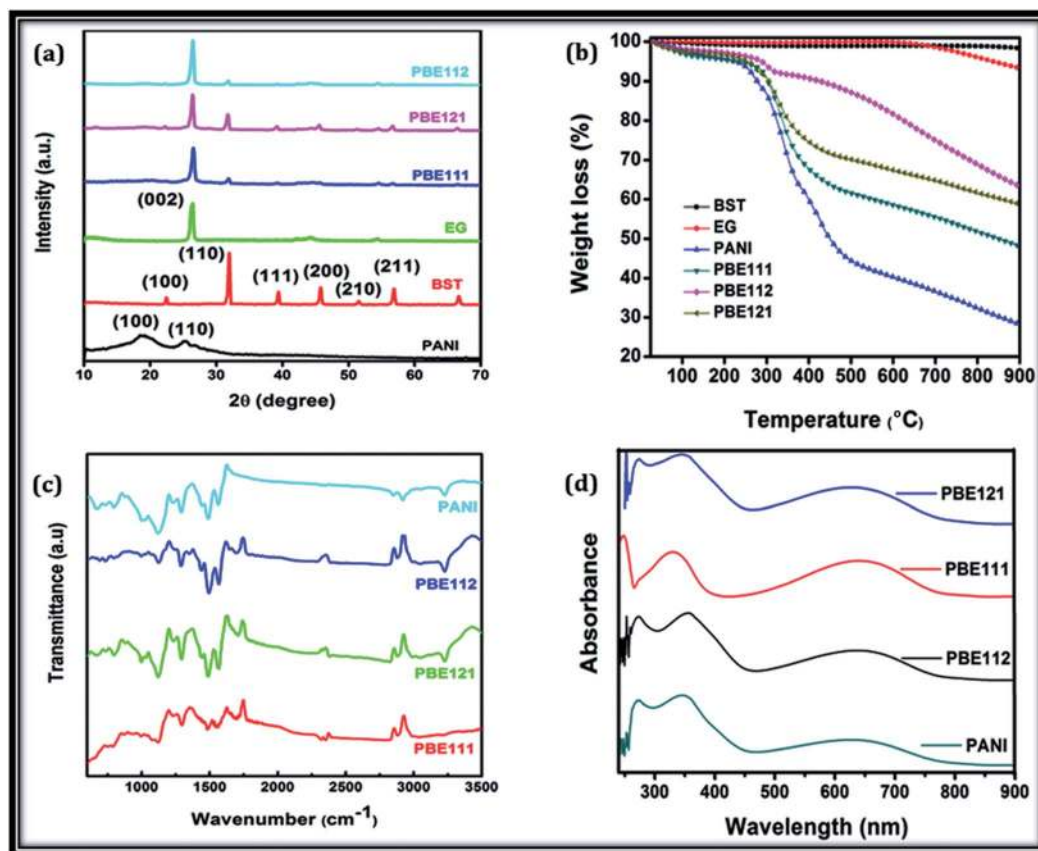 (a)
PBE112
PBE121
PBE111
(002)
EG
(110)
(100)
(111)
(200)
(210)
(211)
BST
(100)
(110)
PANI
10 20 30 40 50 60 70
2θ (degree)
Intensity (a.u.)
(b)
100
90
80
70
60
50
40
30
20
BST
EG
PANI
PBE111
PBE112
PBE121
100 200 300 400 500 600 700 800 900
Temperature (°C)
Weight loss (%)
(c)
PANI
PBE112
PBE121
PBE111
1000 1500 2000 2500 3000 3500
Wavenumber (cm-1)
Transmittance (a.u)
(d)
PBE121
PBE111
PBE112
PANI
300 400 500 600 700 800 900
Wavelength (nm)
Absorbance